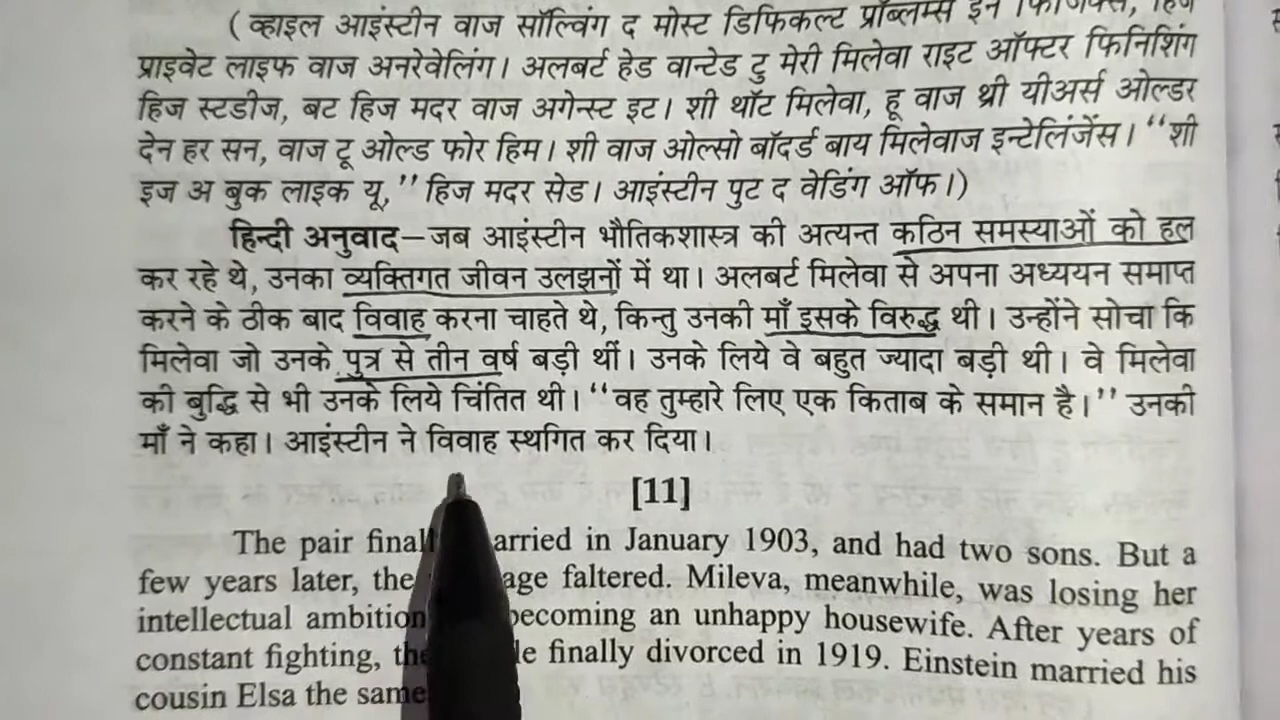 ( व्हाइल आइंस्टीन वाज सॉल्विंग द मोस्ट डिफिकल्ट प्रॉब्लम्स इन फिजिक्स, हिज
प्राइवेट लाइफ वाज अनरेवेलिंग। अलबर्ट हेड वान्टेड टु मेरी मिलेवा राइट ऑफ्टर फिनिशिंग
हिज स्टडीज, बट हिज मदर वाज अगेन्स्ट इट। शी थॉट मिलेवा, हू वाज थ्री यीअर्स ओल्डर
देन हर सन, वाज टू ओल्ड फोर हिम। शी वाज ओल्सो बॉदर्ड बाय मिलेवाज इन्टेलिंजेंस। ‘‘शी
इज अ बुक लाइक यू,’’ हिज मदर सेड। आइंस्टीन पुट द वेडिंग ऑफ।)
हिन्दी अनुवाद–जब आइंस्टीन भौतिकशास्त्र की अत्यन्त कठिन समस्याओं को हल
कर रहे थे, उनका व्यक्तिगत जीवन उलझनों में था। अलबर्ट मिलेवा से अपना अध्ययन समाप्त
करने के ठीक बाद विवाह करना चाहते थे, किन्तु उनकी माँ इसके विरुद्ध थी। उन्होंने सोचा कि
मिलेवा जो उनके पुत्र से तीन वर्ष बड़ी थीं। उनके लिये वे बहुत ज्यादा बड़ी थी। वे मिलेवा
की बुद्धि से भी उनके लिये चिंतित थी। ‘‘वह तुम्हारे लिए एक किताब के समान है।’’ उनकी
माँ ने कहा। आइंस्टीन ने विवाह स्थगित कर दिया।
[11]
The pair arried in January 1903, and had two sons. But a
few years later, age faltered. Mileva, meanwhile, was losing her
intellectual ambition becoming an unhappy housewife. After years of
constant fighting, le finally divorced in 1919. Einstein married his
cousin Elsa the same